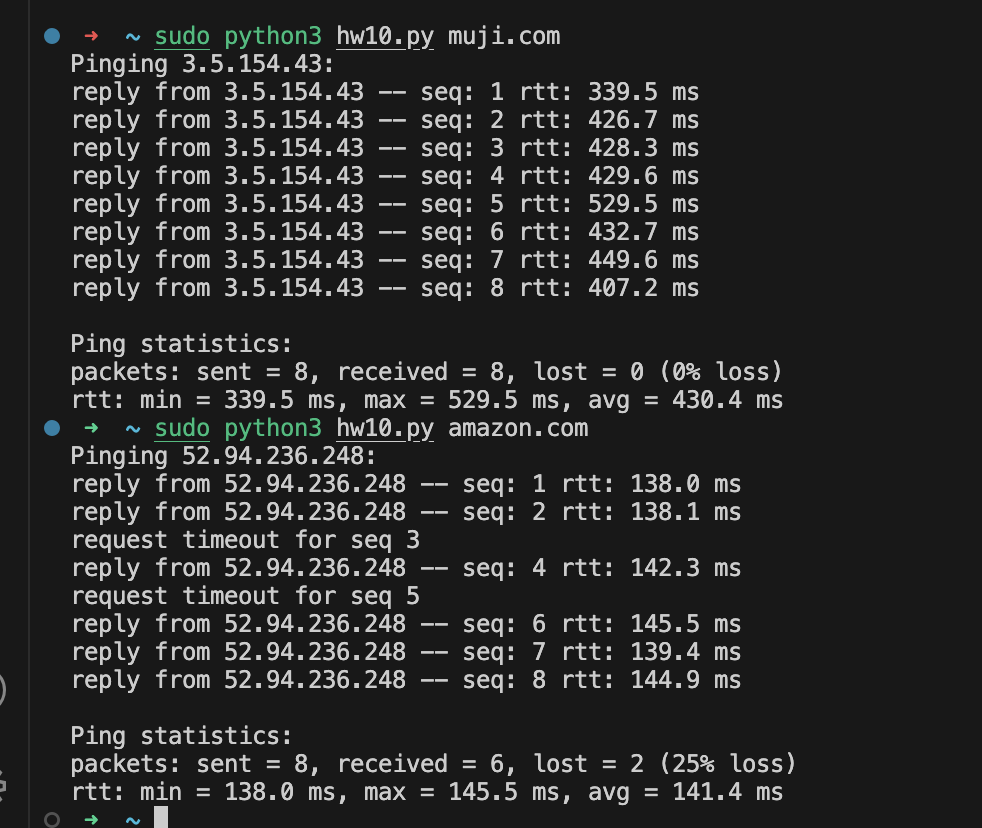 ➜ ~ sudo python3 hw10.py muji.com
Pinging 3.5.154.43:
reply from 3.5.154.43 -- seq: 1 rtt: 339.5 ms
reply from 3.5.154.43 -- seq: 2 rtt: 426.7 ms
reply from 3.5.154.43 -- seq: 3 rtt: 428.3 ms
reply from 3.5.154.43 -- seq: 4 rtt: 429.6 ms
reply from 3.5.154.43 -- seq: 5 rtt: 529.5 ms
reply from 3.5.154.43 -- seq: 6 rtt: 432.7 ms
reply from 3.5.154.43 -- seq: 7 rtt: 449.6 ms
reply from 3.5.154.43 -- seq: 8 rtt: 407.2 ms

Ping statistics:
packets: sent = 8, received = 8, lost = 0 (0% loss)
rtt: min = 339.5 ms, max = 529.5 ms, avg = 430.4 ms
➜ ~ sudo python3 hw10.py amazon.com
Pinging 52.94.236.248:
reply from 52.94.236.248 -- seq: 1 rtt: 138.0 ms
reply from 52.94.236.248 -- seq: 2 rtt: 138.1 ms
request timeout for seq 3
reply from 52.94.236.248 -- seq: 4 rtt: 142.3 ms
request timeout for seq 5
reply from 52.94.236.248 -- seq: 6 rtt: 145.5 ms
reply from 52.94.236.248 -- seq: 7 rtt: 139.4 ms
reply from 52.94.236.248 -- seq: 8 rtt: 144.9 ms

Ping statistics:
packets: sent = 8, received = 6, lost = 2 (25% loss)
rtt: min = 138.0 ms, max = 145.5 ms, avg = 141.4 ms
➜ ~